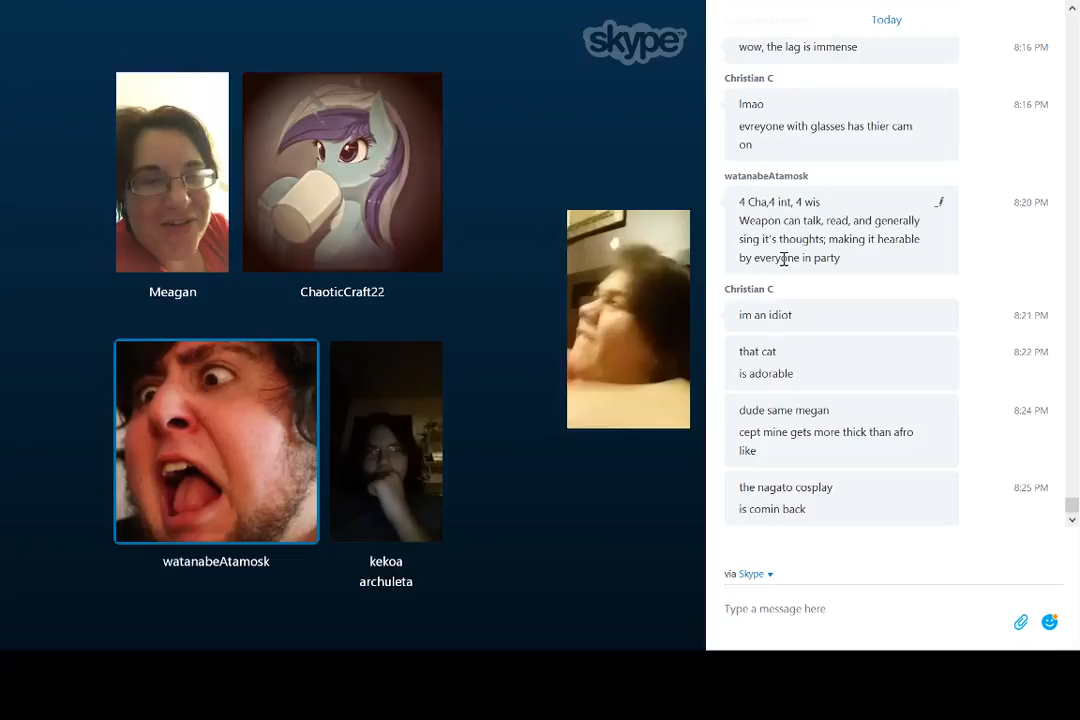 skype
Meagan
ChaoticCraft22
watanabeAtamosk
kekoa
archuleta
Today
wow, the lag is immense
8:16 PM
Christian C
lmao
8:16 PM
evreyone with glasses has thier cam
on
watanabeAtamosk
4 Cha,4 int, 4 wis
8:20 PM
Weapon can talk, read, and generally
sing it's thoughts; making it hearable
by everyone in party
Christian C
im an idiot
8:21 PM
that cat
8:22 PM
is adorable
dude same megan
8:24 PM
cept mine gets more thick than afro
like
the nagato cosplay
8:25 PM
is comin back
via Skype
Type a message here